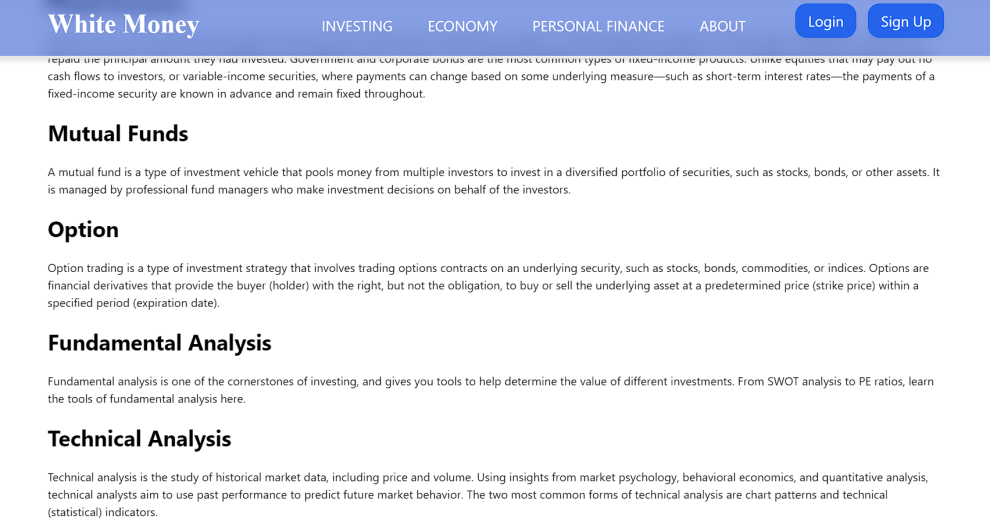 White Money
INVESTING ECONOMY PERSONAL FINANCE ABOUT Login Sign Up
repaid the principal amount they had invested. Government and corporate bonds are the most common types of fixed-income products. Unlike equities that may pay out no
cash flows to investors, or variable-income securities, where payments can change based on some underlying measure—such as short-term interest rates—the payments of a
fixed-income security are known in advance and remain fixed throughout.
Mutual Funds
A mutual fund is a type of investment vehicle that pools money from multiple investors to invest in a diversified portfolio of securities, such as stocks, bonds, or other assets. It
is managed by professional fund managers who make investment decisions on behalf of the investors.
Option
Option trading is a type of investment strategy that involves trading options contracts on an underlying security, such as stocks, bonds, commodities, or indices. Options are
financial derivatives that provide the buyer (holder) with the right, but not the obligation, to buy or sell the underlying asset at a predetermined price (strike price) within a
specified period (expiration date).
Fundamental Analysis
Fundamental analysis is one of the cornerstones of investing, and gives you tools to help determine the value of different investments. From SWOT analysis to PE ratios, learn
the tools of fundamental analysis here.
Technical Analysis
Technical analysis is the study of historical market data, including price and volume. Using insights from market psychology, behavioral economics, and quantitative analysis,
technical analysts aim to use past performance to predict future market behavior. The two most common forms of technical analysis are chart patterns and technical
(statistical) indicators.